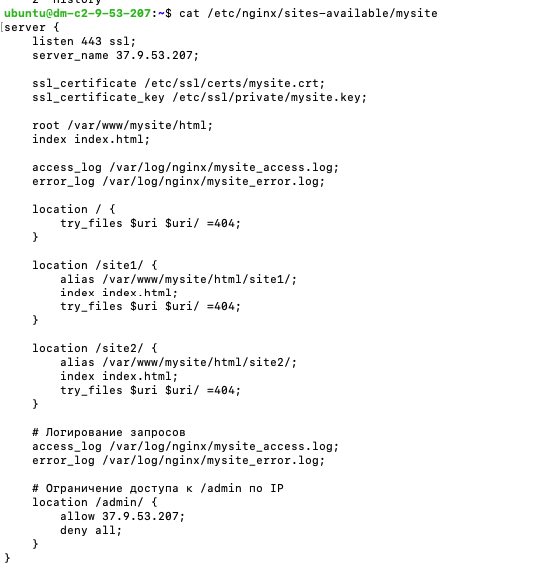 2 history
ubuntu@dm-c2-9-53-207:~$ cat /etc/nginx/sites-available/mysite
server {
    listen 443 ssl;
    server_name 37.9.53.207;

    ssl_certificate /etc/ssl/certs/mysite.crt;
    ssl_certificate_key /etc/ssl/private/mysite.key;

    root /var/www/mysite/html;
    index index.html;

    access_log /var/log/nginx/mysite_access.log;
    error_log /var/log/nginx/mysite_error.log;

    location / {
        try_files $uri $uri/ =404;
    }

    location /site1/ {
        alias /var/www/mysite/html/site1/;
        index index.html;
        try_files $uri $uri/ =404;
    }

    location /site2/ {
        alias /var/www/mysite/html/site2/;
        index index.html;
        try_files $uri $uri/ =404;
    }

    # Логирование запросов
    access_log /var/log/nginx/mysite_access.log;
    error_log /var/log/nginx/mysite_error.log;

    # Ограничение доступа к /admin по IP
    location /admin/ {
        allow 37.9.53.207;
        deny all;
    }
}